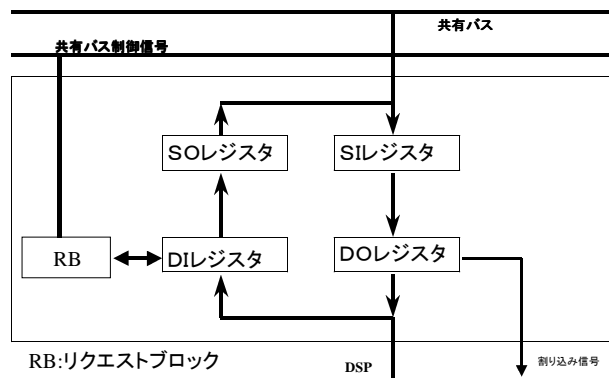 共有バス
共有バス制御信号
SOレジスタ
SIレジスタ
RB
DIレジスタ
DOレジスタ
RB:リクエストブロック
DSP
割り込み信号